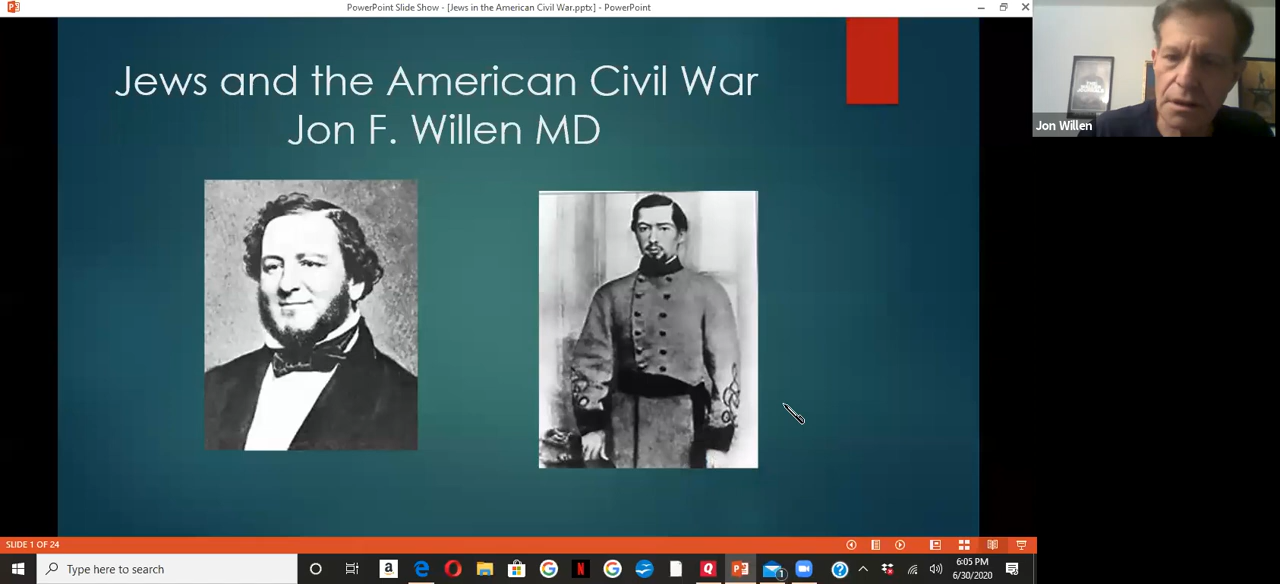 PowerPoint Slide Show - [Jews in the American Civil War.pptx] - PowerPoint
Jews and the American Civil War
Jon F. Willen MD
Jon Willen
SLIDE 1 OF 24
Type here to search
a
N
Q
1
6:05 PM
6/30/2020